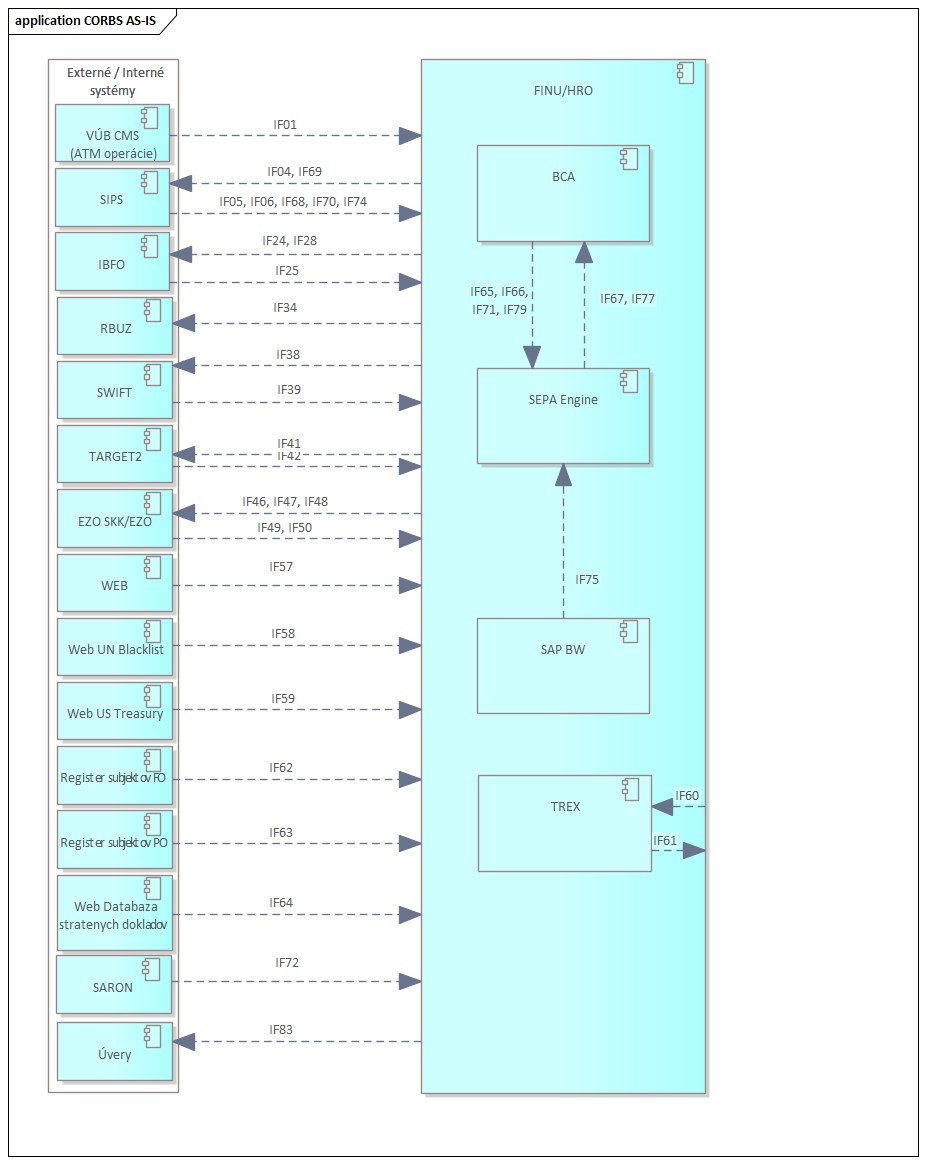 application CORBS AS-IS
Externé / Interné
systémy
FINU/HRO
VÚB CMS
(ATM operácie)
IF01
BCA
SIPS
IF04, IF69
IF05, IF06, IF68, IF70, IF74
IBFO
IF24, IF28
IF25
IF65, IF66,
IF71, IF79
IF67, IF77
RBUZ
IF34
SWIFT
IF38
IF39
SEPA Engine
TARGET2
IF41
IF42
EZO SKK/EZO
IF46, IF47, IF48
IF49, IF50
WEB
IF57
IF75
Web UN Blacklist
IF58
SAP BW
Web US Treasury
IF59
Register subjektov FO
IF62
TREX
IF60
IF61
Register subjektov PO
IF63
Web Databaza
stratenych dokladov
IF64
SARON
IF72
Úvery
IF83